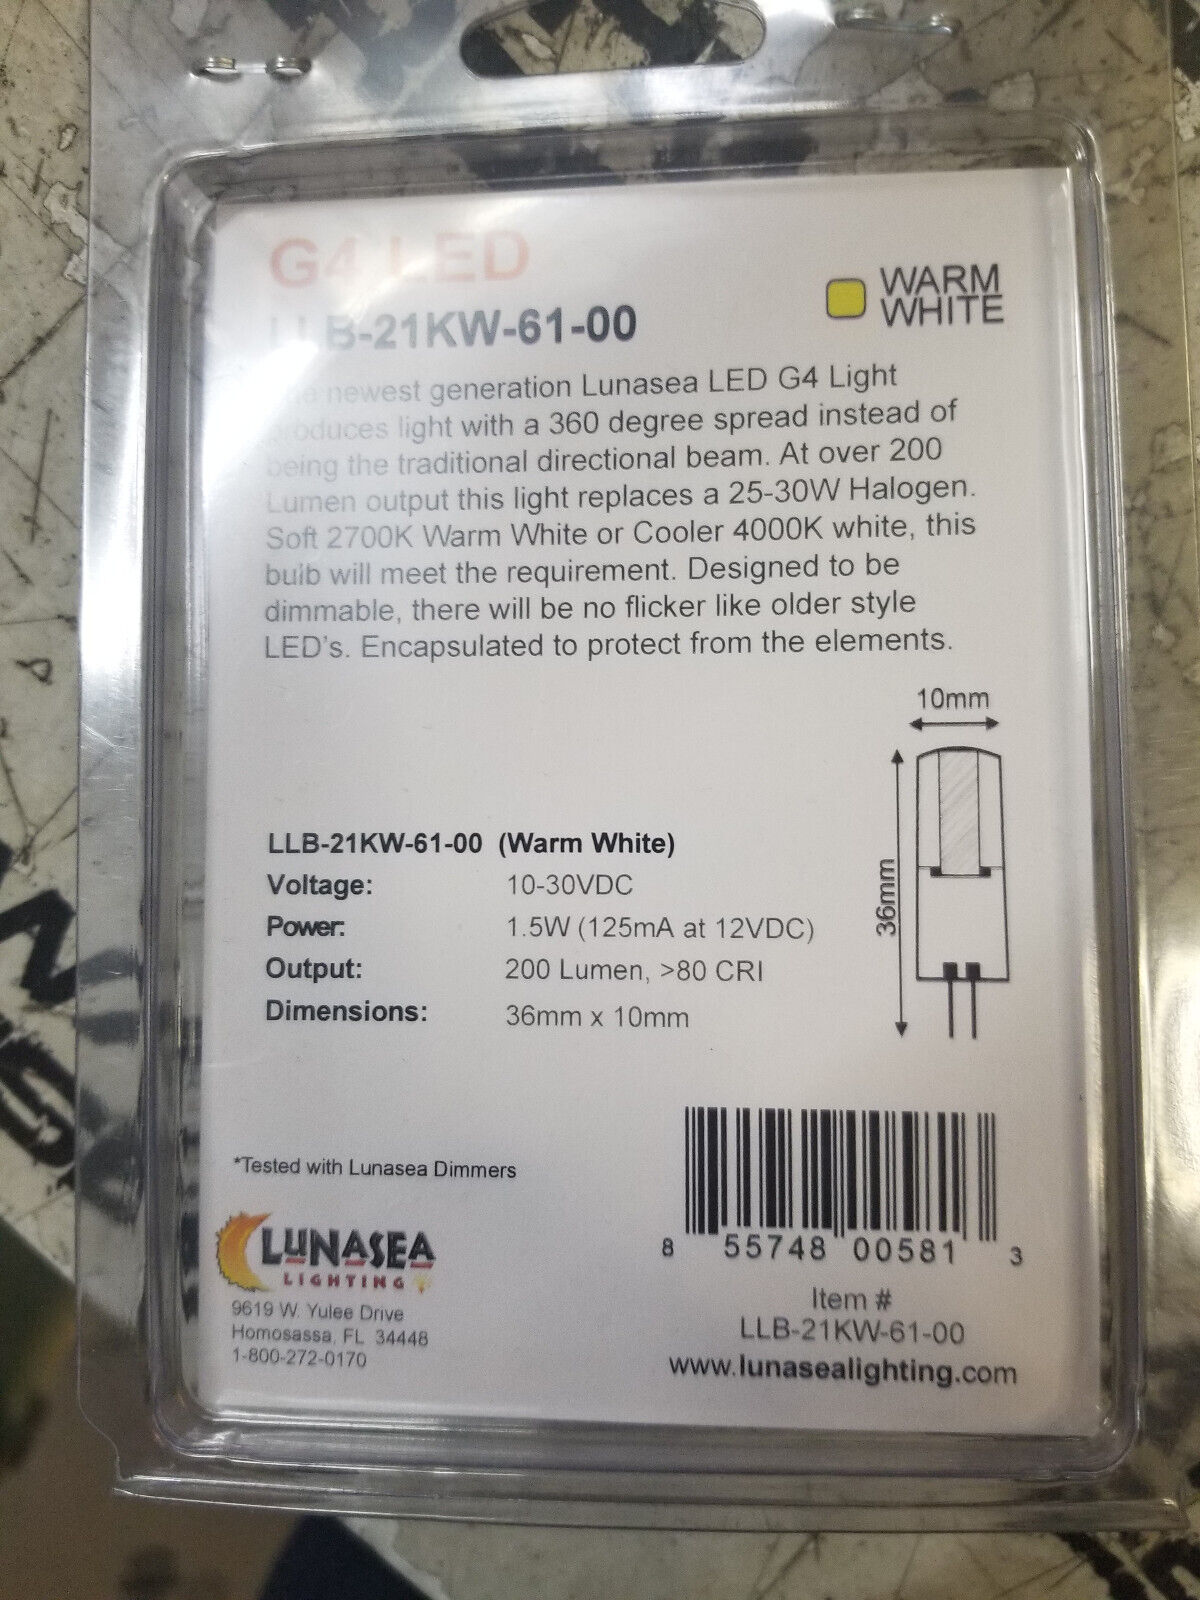 G4 LED
LLB-21KW-61-00
WARM
WHITE
The newest generation Lunasea LED G4 Light
produces light with a 360 degree spread instead of
being the traditional directional beam. At over 200
Lumen output this light replaces a 25-30W Halogen.
Soft 2700K Warm White or Cooler 4000K white, this
bulb will meet the requirement. Designed to be
dimmable, there will be no flicker like older style
LED's. Encapsulated to protect from the elements.
10mm
36mm
LLB-21KW-61-00 (Warm White)
Voltage: 10-30VDC
Power: 1.5W (125mA at 12VDC)
Output: 200 Lumen, >80 CRI
Dimensions: 36mm x 10mm
*Tested with Lunasea Dimmers
LUNASEA
LIGHTING
9619 W. Yulee Drive
Homosassa, FL 34448
1-800-272-0170
8 55748 00581 3
Item #
LLB-21KW-61-00
www.lunasealighting.com